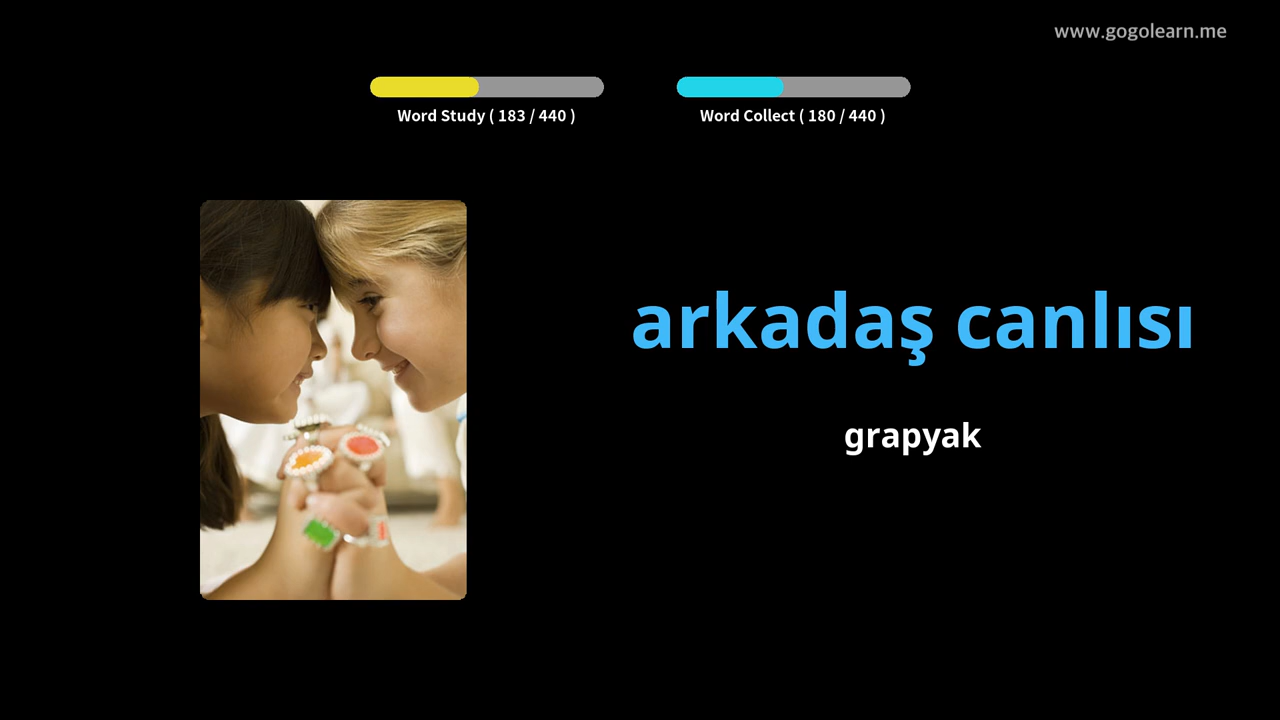 www.gogolearn.me
Word Study ( 183 / 440 )
Word Collect ( 180 / 440 )
arkadaş canlısı
grapyak